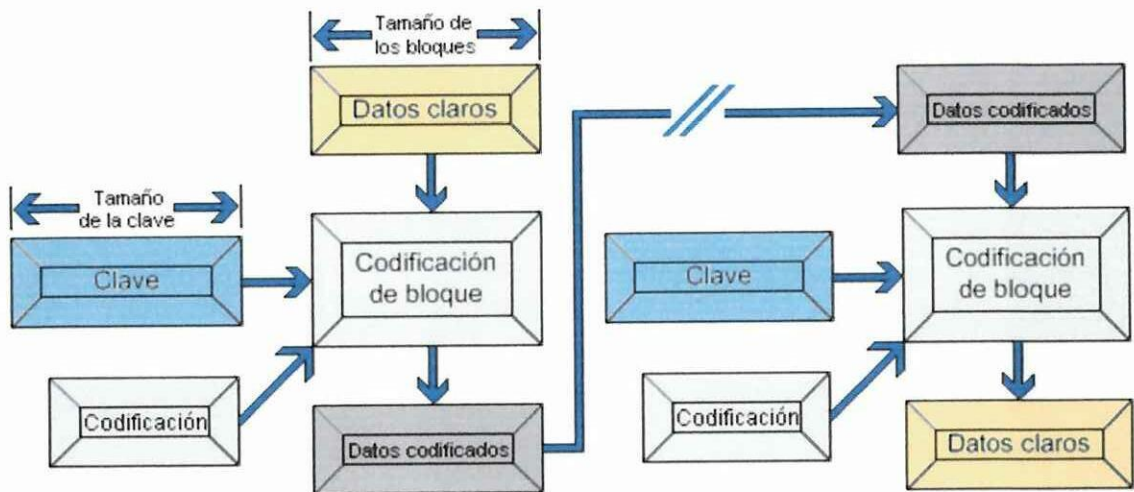 Tamaño de
los bloques
Datos claros
Tamaño
de la clave
Clave
Codificación
de bloque
Codificación
Datos codificados
Datos codificados
Clave
Codificación
de bloque
Codificación
Datos claros